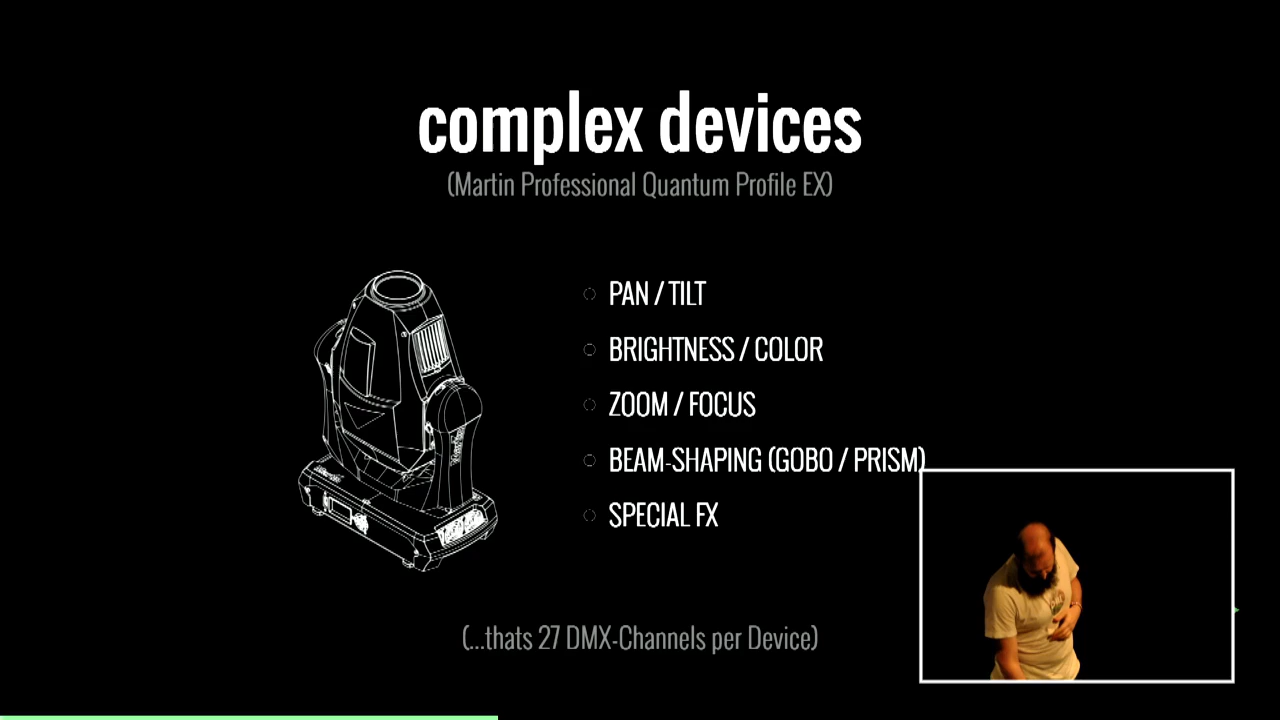 complex devices
(Martin Professional Quantum Profile EX)
PAN / TILT
BRIGHTNESS / COLOR
ZOOM / FOCUS
BEAM-SHAPING (GOBO / PRISM)
SPECIAL FX
(...thats 27 DMX-Channels per Device)